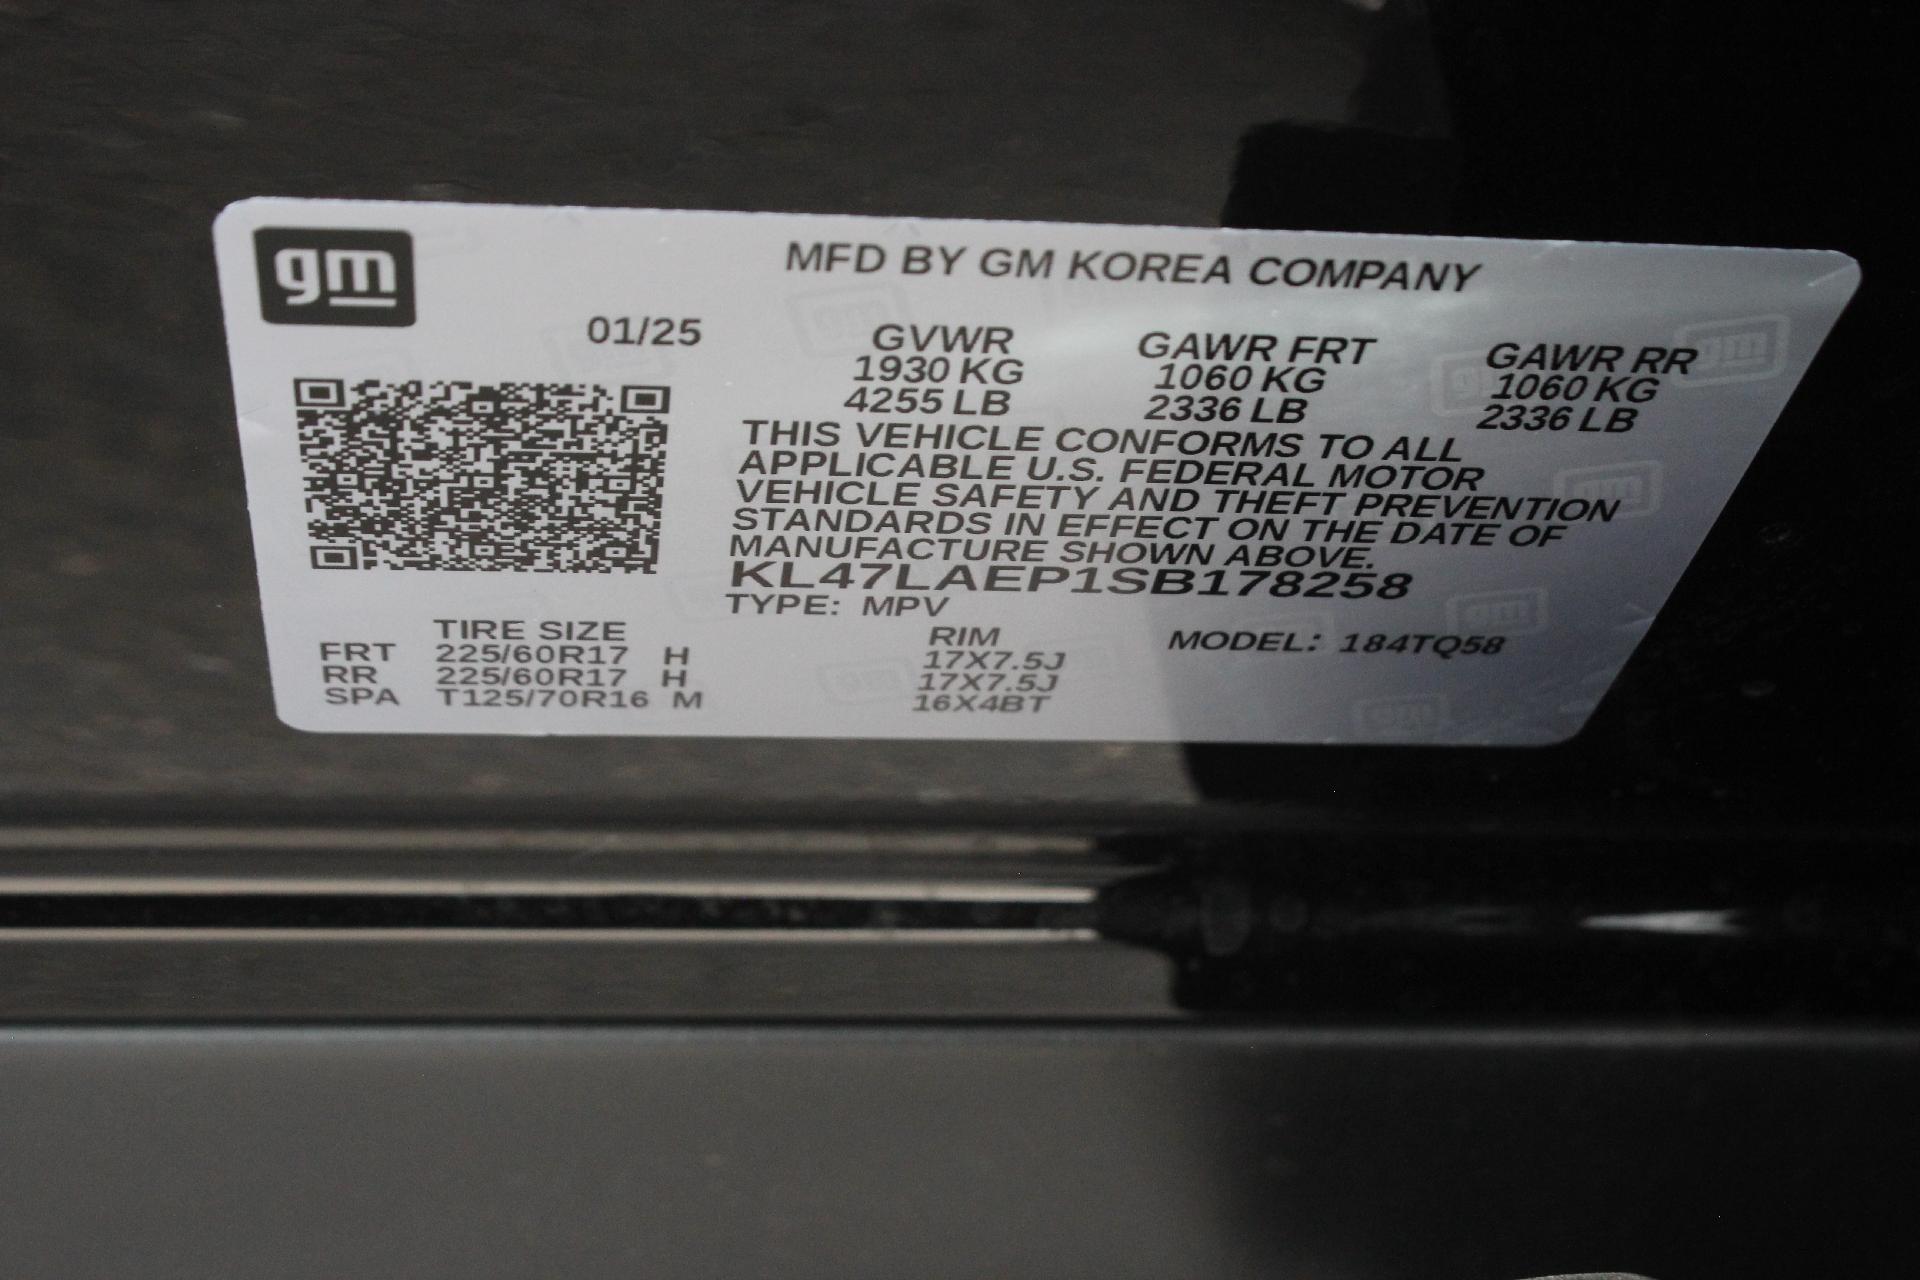 gm
MFD BY GM KOREA COMPANY
01/25
GVWR GAWR FRT GAWR RR
1930 KG 1060 KG 1060 KG
4255 LB 2336 LB 2336 LB
THIS VEHICLE CONFORMS TO ALL
APPLICABLE U.S. FEDERAL MOTOR
VEHICLE SAFETY AND THEFT PREVENTION
STANDARDS IN EFFECT ON THE DATE OF
MANUFACTURE SHOWN ABOVE.
KL47LAEP1SB178258
TYPE: MPV
TIRE SIZE RIM MODEL: 184TQ58
FRT 225/60R17 H 17X7.5J
RR 225/60R17 H 17X7.5J
SPA T125/70R16 M 16X4BT